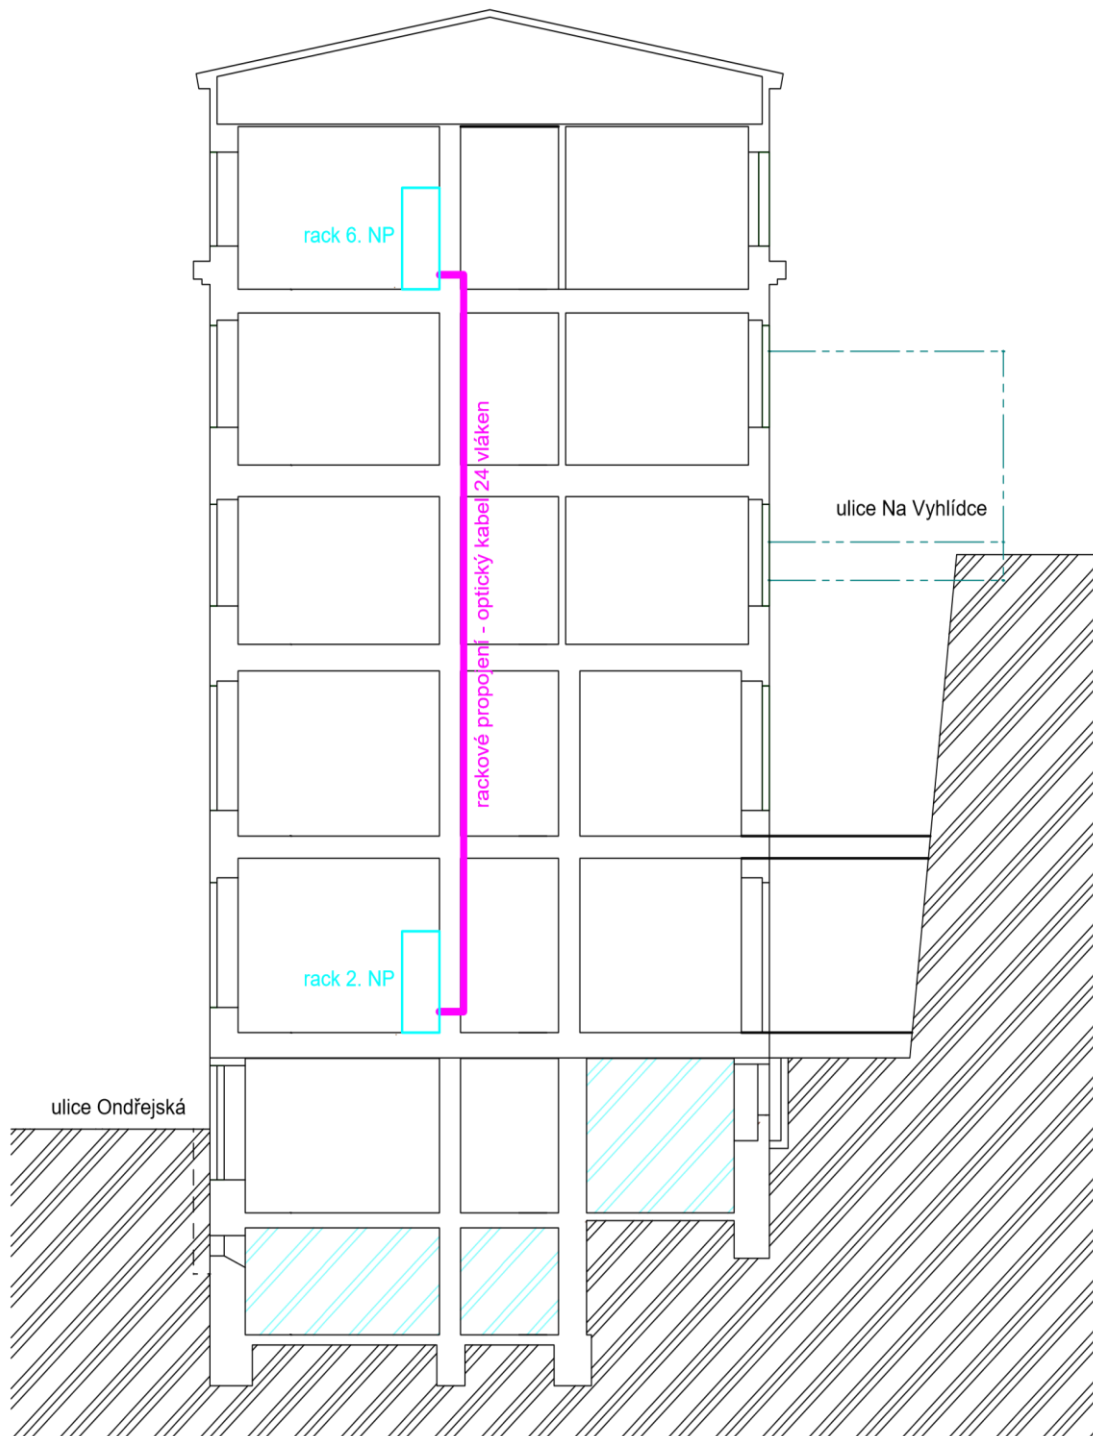 rack 6. NP
rackové propojení - optický kabel 24 vláken
ulice Na Vyhlídce
rack 2. NP
ulice Ondřejská